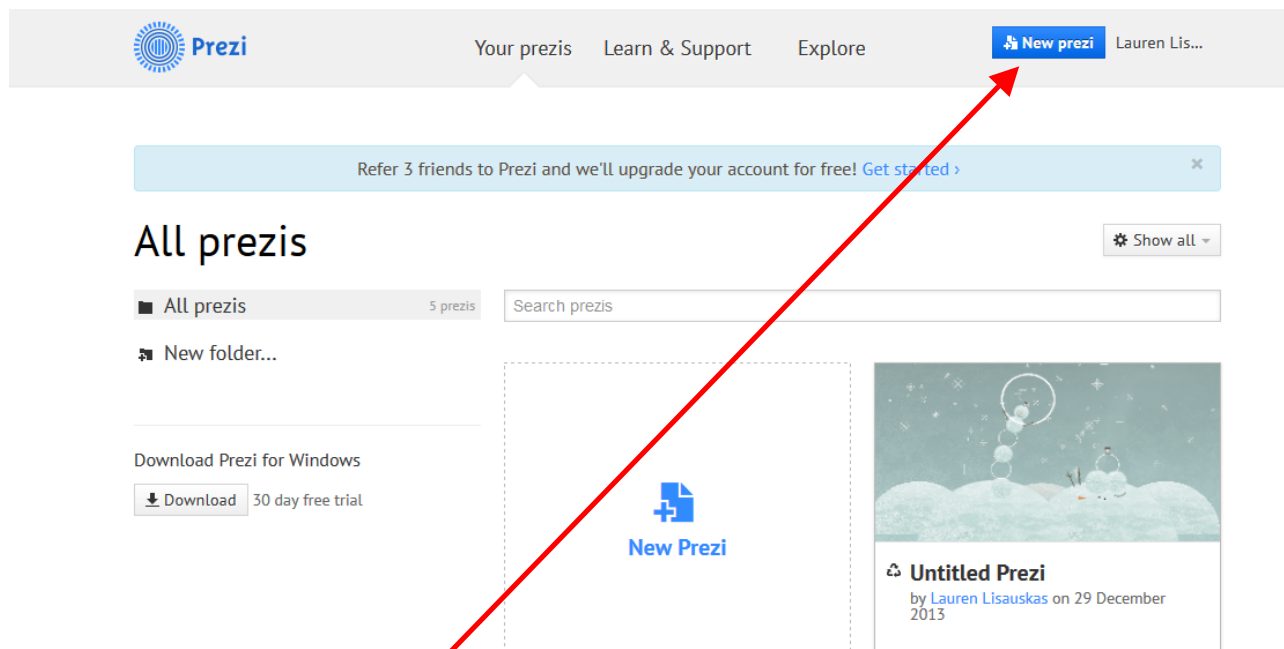 Prezi
Your prezis Learn & Support Explore
New prezi
Lauren Lis...
Refer 3 friends to Prezi and we'll upgrade your account for free! Get started ›
×
All prezis
Show all
All prezis 5 prezis
Search prezis
New folder...
Download Prezi for Windows
Download 30 day free trial
New Prezi
Untitled Prezi
by Lauren Lisauskas on 29 December
2013